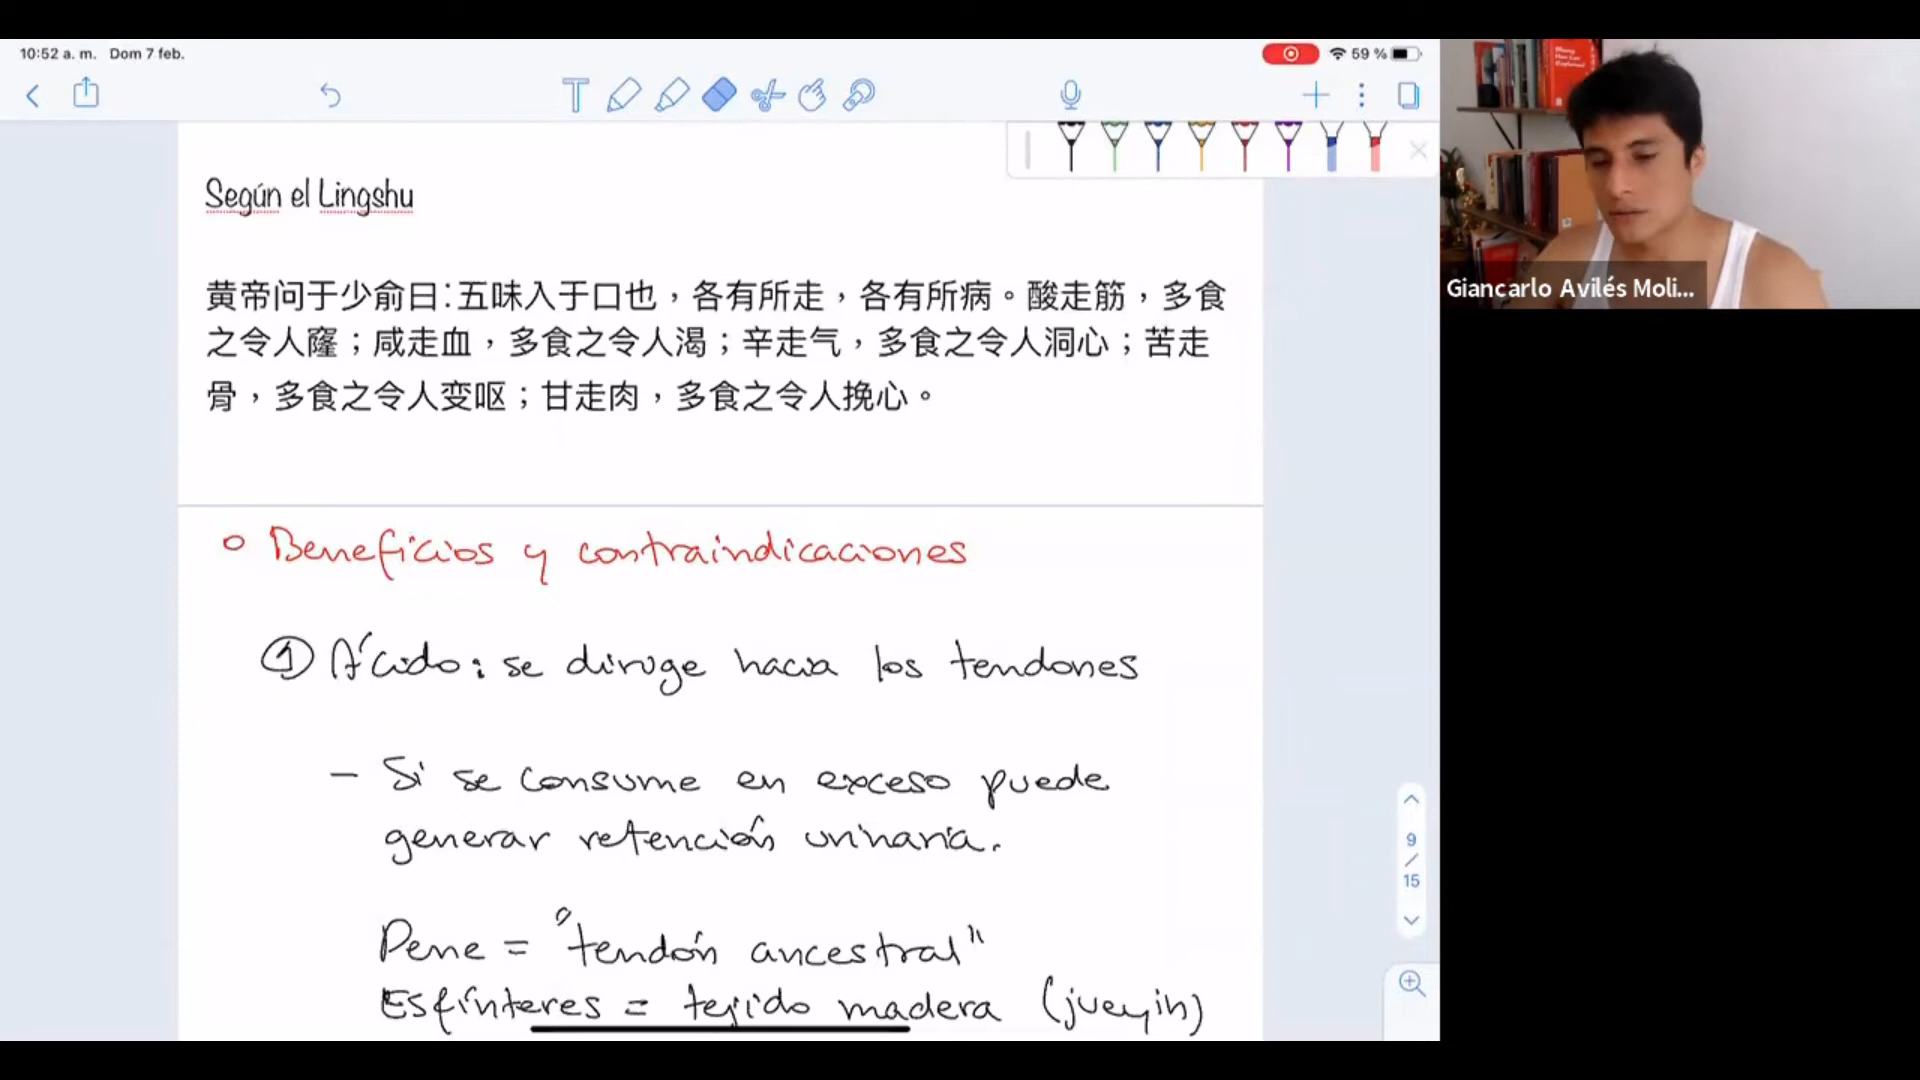 10:52 a. m. Dom 7 feb.
59 %
Según el Lingshu
黄帝问于少俞曰:五味入于口也，各有所走，各有所病。酸走筋，多食
之令人窿；咸走血，多食之令人渴；辛走气，多食之令人洞心；苦走
骨，多食之令人变呕；甘走肉，多食之令人挽心。
Beneficios y contraindicaciones
1 Ácido: se diruge hacia los tendones
- Si se consume en exceso puede
generar retención urinaria.
Pene = "tendón ancestral"
Esfínteres = tejido madera (jueyin)
9
/
15
Giancarlo Avilés Moli...